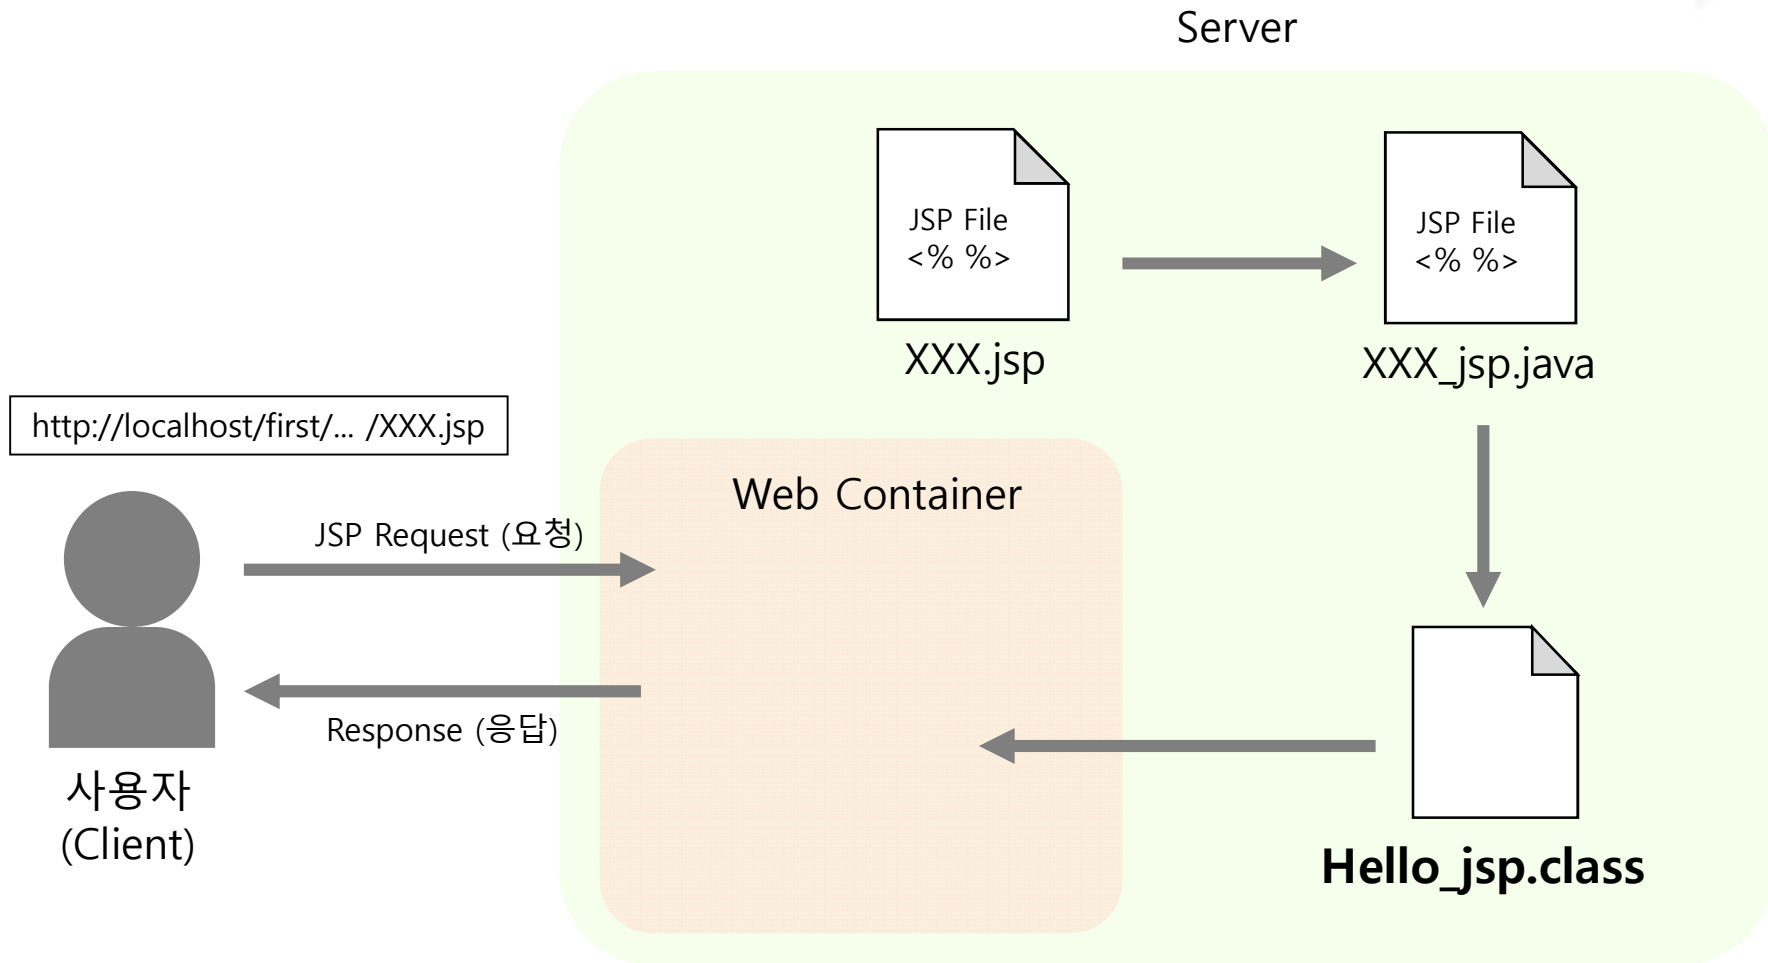 Server
JSP File
<% %>
XXX.jsp
JSP File
<% %>
XXX_jsp.java
http://localhost/first/... /XXX.jsp
Web Container
JSP Request (요청)
Response (응답)
사용자
(Client)
Hello_jsp.class